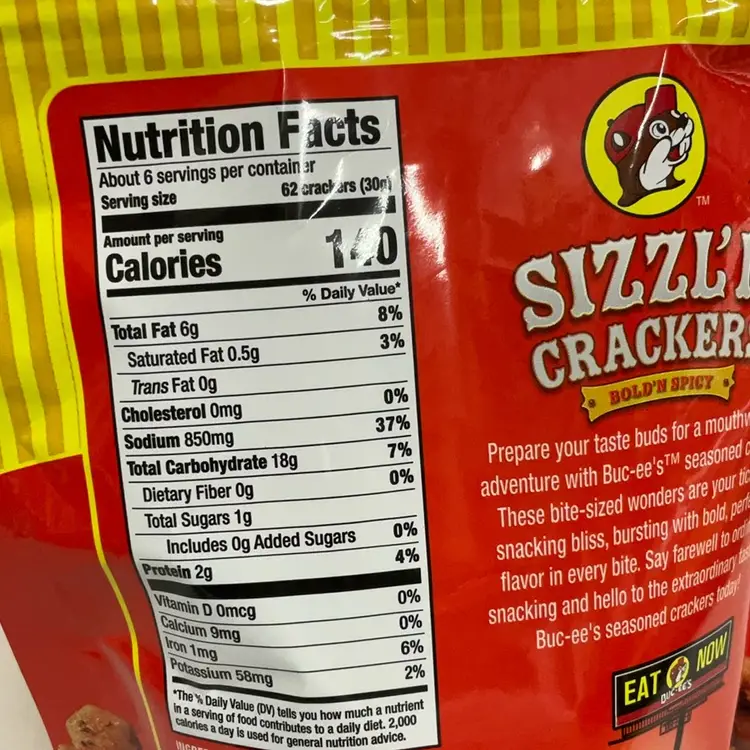 Nutrition Facts
About 6 servings per container
Serving size 62 crackers (30g)
Amount per serving
Calories 140
% Daily Value*
Total Fat 6g 8%
Saturated Fat 0.5g 3%
Trans Fat 0g
Cholesterol 0mg 0%
Sodium 850mg 37%
Total Carbohydrate 18g 7%
Dietary Fiber 0g 0%
Total Sugars 1g
Includes 0g Added Sugars 0%
Protein 2g 4%
Vitamin D 0mcg 0%
Calcium 9mg 0%
Iron 1mg 6%
Potassium 58mg 2%
*The % Daily Value (DV) tells you how much a nutrient
in a serving of food contributes to a daily diet. 2,000
calories a day is used for general nutrition advice.
TM
SIZZL'
CRACKER
BOLD'N SPICY
Prepare your taste buds for a
adventure with Buc-ee's™ seasoned
These bite-sized wonders are your
snacking bliss, bursting with bold,
flavor in every bite. Say farewell to
snacking and hello to the extraordinary
Buc-ee's seasoned crackers today!
EAT NOW
BUC-EE'S